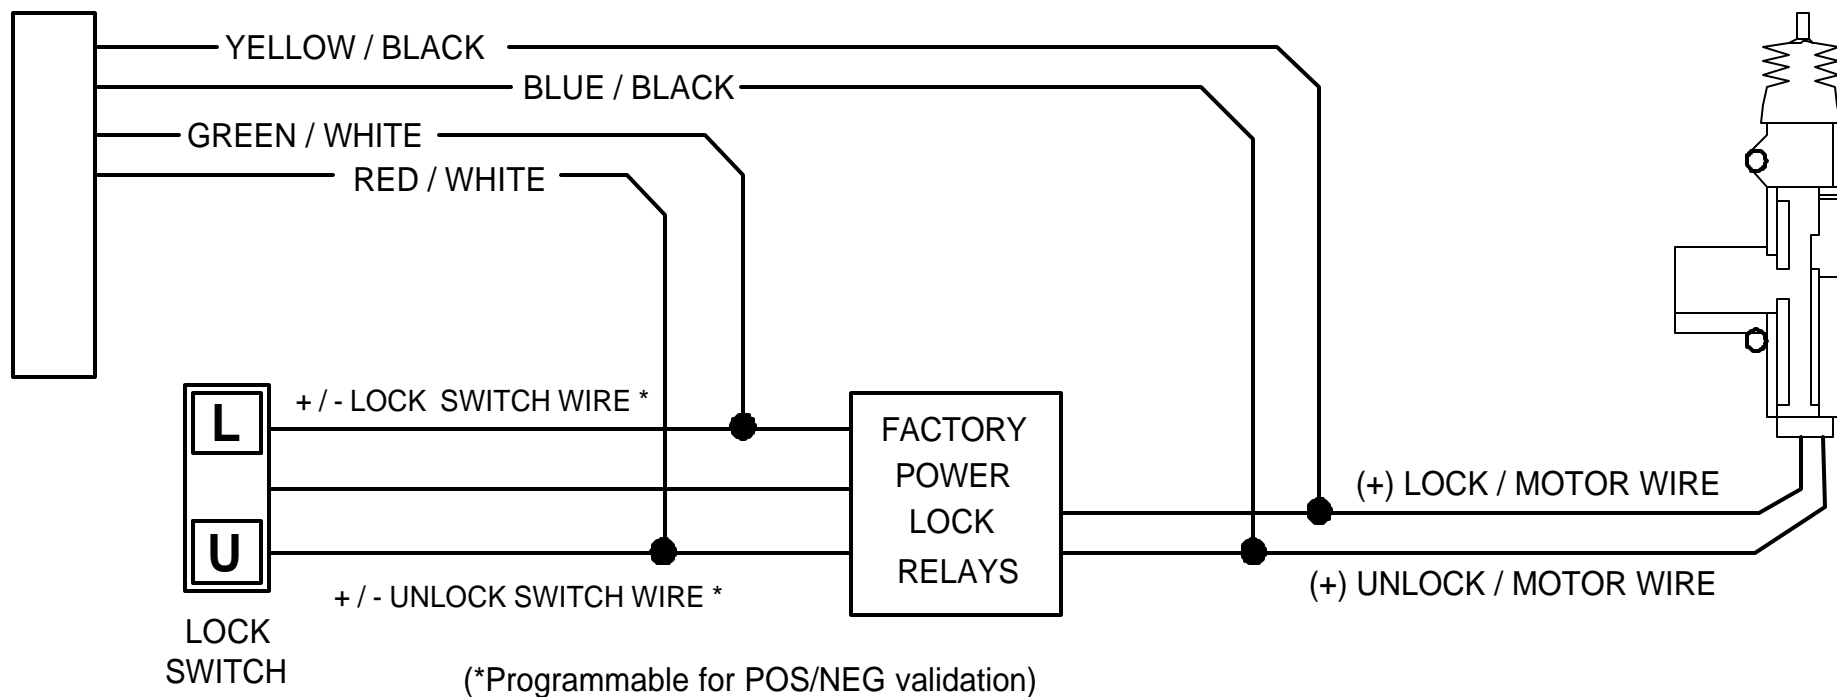 YELLOW / BLACK
BLUE / BLACK
GREEN / WHITE
RED / WHITE
+ / - LOCK SWITCH WIRE *
L
FACTORY
POWER
LOCK
RELAYS
(+) LOCK / MOTOR WIRE
U
(+) UNLOCK / MOTOR WIRE
+ / - UNLOCK SWITCH WIRE *
LOCK
SWITCH
(*Programmable for POS/NEG validation)